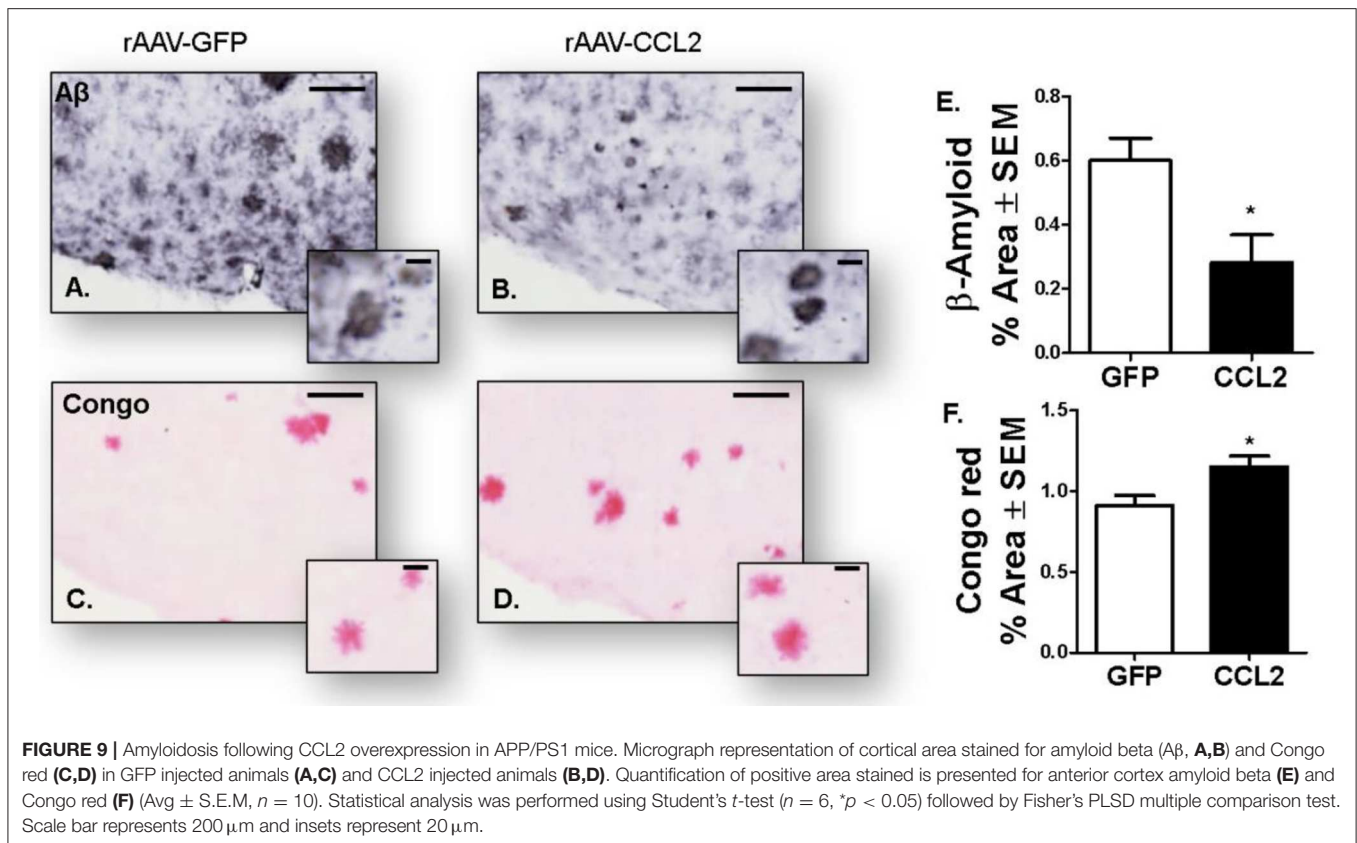 rAAV-GFP
rAAV-CCL2
Aβ
A.
B.
Congo
C.
D.
E.
β-Amyloid
% Area ± SEM
0.8
0.6
0.4
0.2
0.0
*
GFP CCL2
F.
Congo red
% Area ± SEM
1.5
1.0
0.5
0.0
*
GFP CCL2
FIGURE 9 | Amyloidosis following CCL2 overexpression in APP/PS1 mice. Micrograph representation of cortical area stained for amyloid beta (Aβ, A,B) and Congo
red (C,D) in GFP injected animals (A,C) and CCL2 injected animals (B,D). Quantification of positive area stained is presented for anterior cortex amyloid beta (E) and
Congo red (F) (Avg ± S.E.M, n = 10). Statistical analysis was performed using Student's t-test (n = 6, *p < 0.05) followed by Fisher's PLSD multiple comparison test.
Scale bar represents 200 μm and insets represent 20 μm.